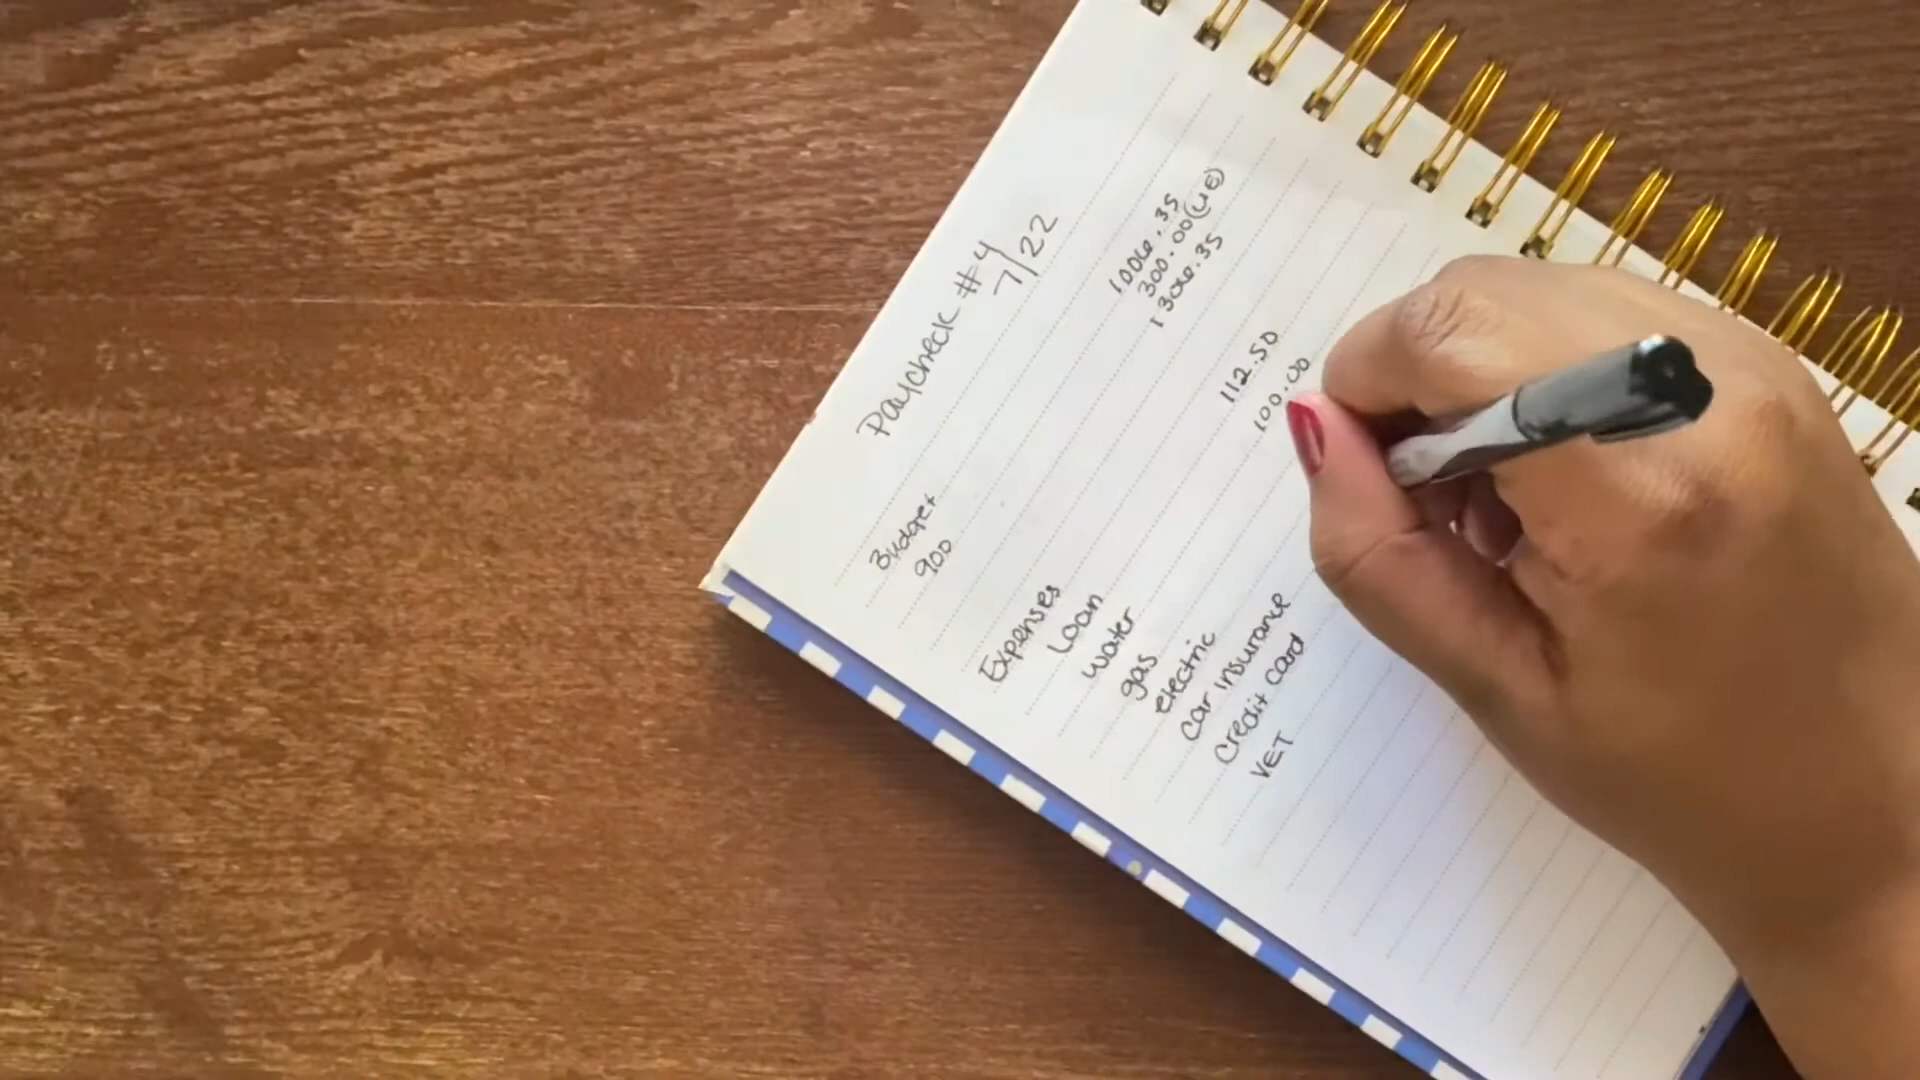 Paycheck #4
7/22
Budget
900 1006.35
300.00 (UE)
1306.35
Expenses
Loan 112.50
Water 100.00
gas
electric
car insurance
credit card
VET